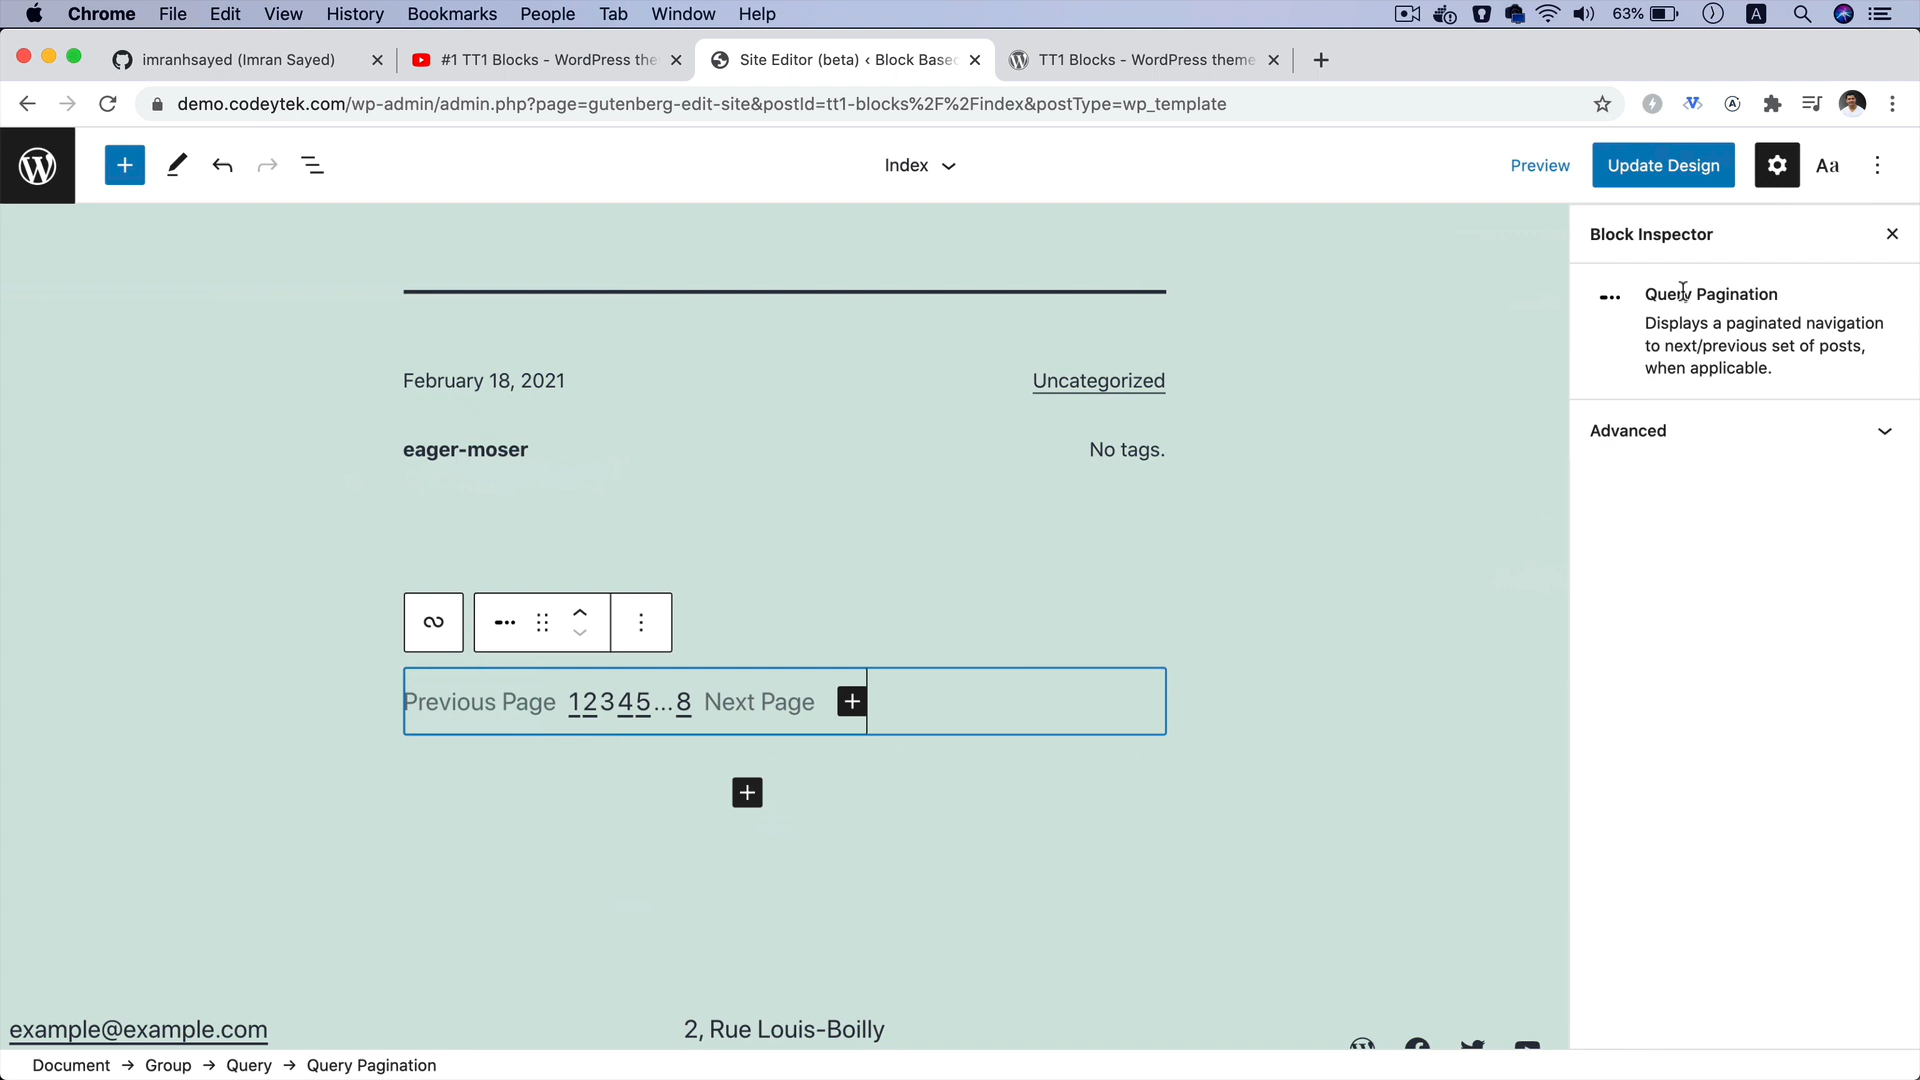 Chrome File Edit View History Bookmarks People Tab Window Help 63% A
imranhsayed (Imran Sayed) #1 TT1 Blocks - WordPress the Site Editor (beta) ‹ Block Base TT1 Blocks - WordPress theme
demo.codeytek.com/wp-admin/admin.php?page=gutenberg-edit-site&postId=tt1-blocks%2F%2Findex&postType=wp_template
Index Preview Update Design Aa
Block Inspector
Query Pagination
Displays a paginated navigation
to next/previous set of posts,
when applicable.
Advanced
February 18, 2021 Uncategorized
eager-moser No tags.
Previous Page 12345...8 Next Page
example@example.com 2, Rue Louis-Boilly
Document → Group → Query → Query Pagination